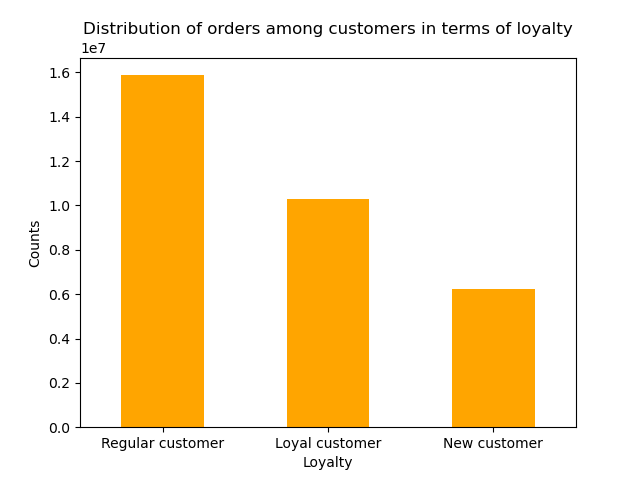 Distribution of orders among customers in terms of loyalty
1e7
1.6
1.4
1.2
1.0
0.8
0.6
0.4
0.2
0.0
Counts
Regular customer Loyal customer New customer
Loyalty